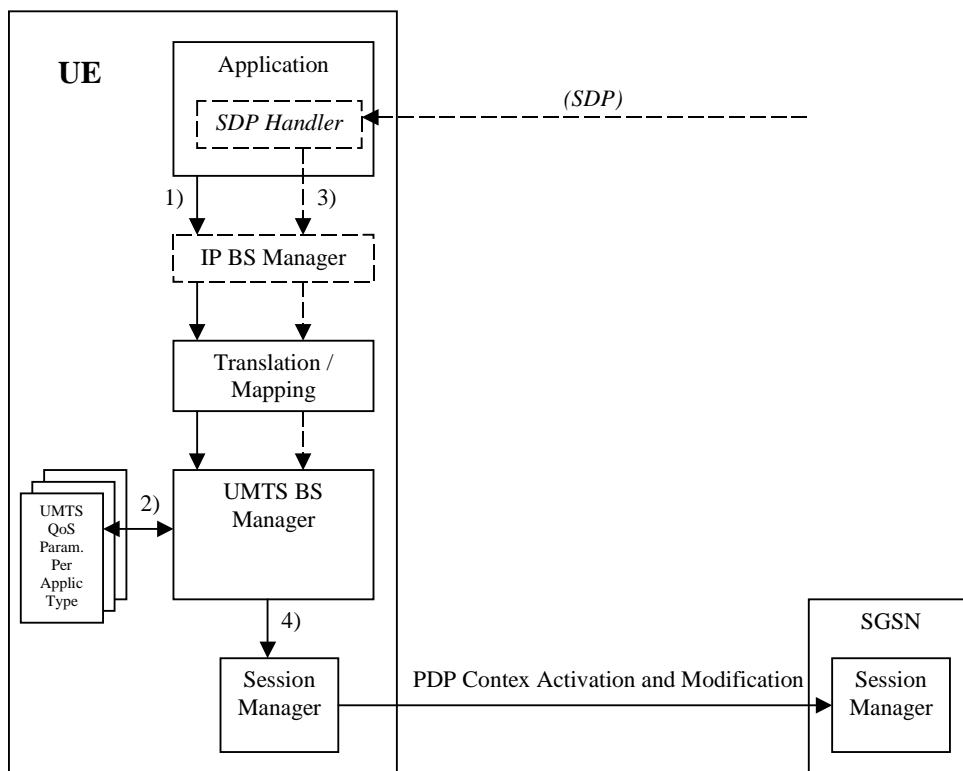 UE
Application
SDP Handler
(SDP)
1)
3)
IP BS Manager
Translation /
Mapping
UMTS BS
Manager
2)
UMTS
QoS
Param.
Per
Applic
Type
4)
SGSN
Session
Manager
PDP Contex Activation and Modification
Session
Manager